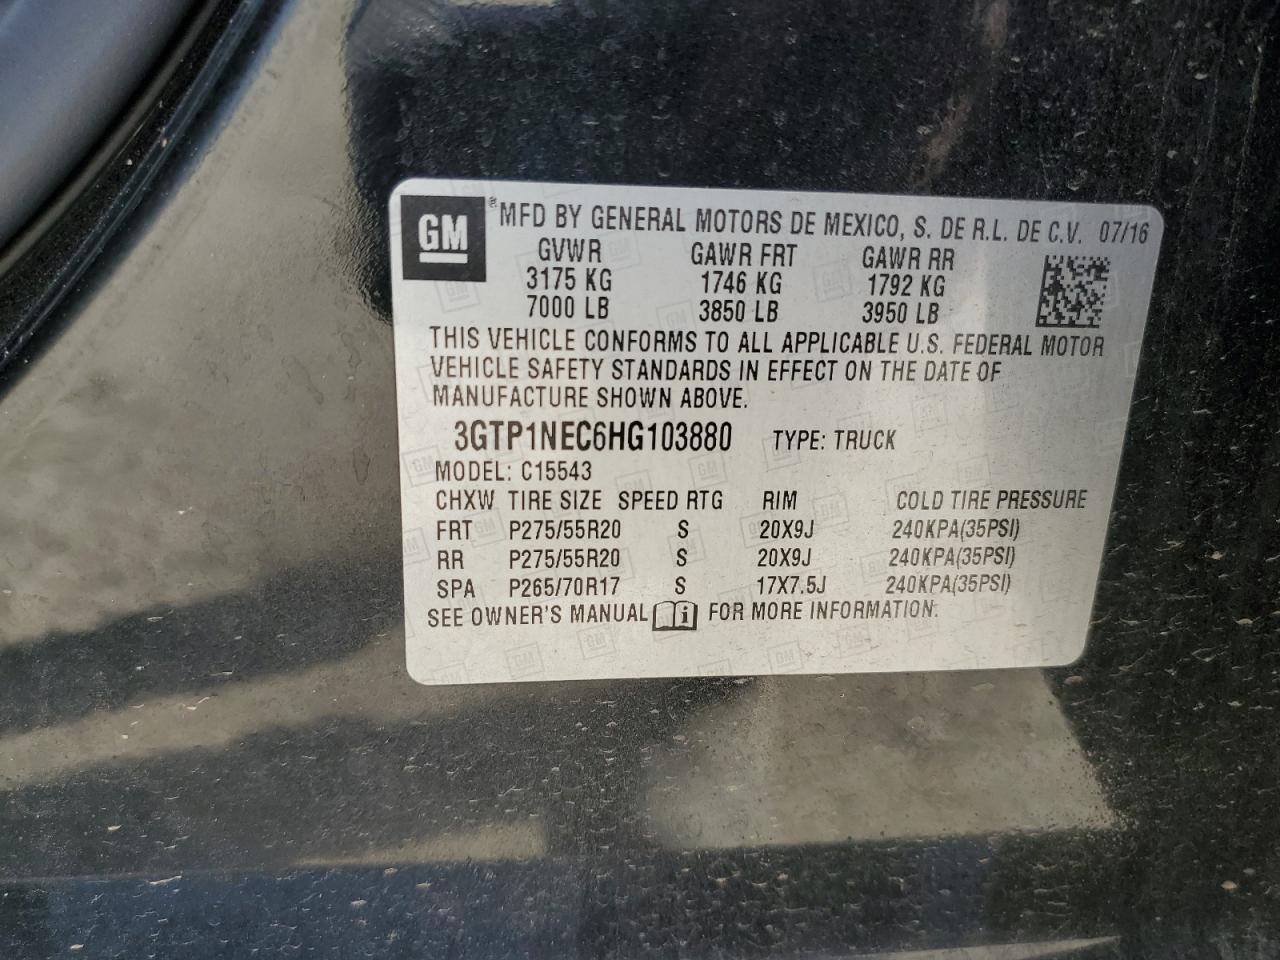 GM ® MFD BY GENERAL MOTORS DE MEXICO, S. DE R.L. DE C.V. 07/16
GVWR GAWR FRT GAWR RR
3175 KG 1746 KG 1792 KG
7000 LB 3850 LB 3950 LB
THIS VEHICLE CONFORMS TO ALL APPLICABLE U.S. FEDERAL MOTOR
VEHICLE SAFETY STANDARDS IN EFFECT ON THE DATE OF
MANUFACTURE SHOWN ABOVE.
3GTP1NEC6HG103880 TYPE: TRUCK
MODEL: C15543
CHXW TIRE SIZE SPEED RTG RIM COLD TIRE PRESSURE
FRT P275/55R20 S 20X9J 240KPA(35PSI)
RR P275/55R20 S 20X9J 240KPA(35PSI)
SPA P265/70R17 S 17X7.5J 240KPA(35PSI)
SEE OWNER'S MANUAL i FOR MORE INFORMATION.